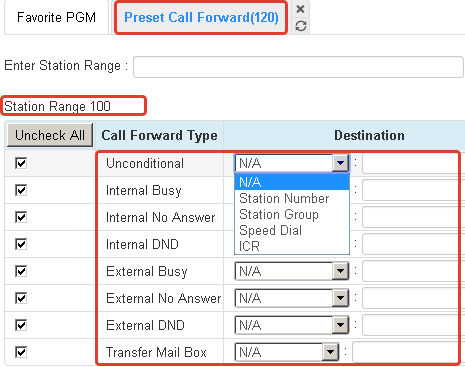 Favorite PGM Preset Call Forward(120)
Enter Station Range :
Station Range 100
Uncheck All Call Forward Type Destination
Unconditional N/A :
N/A
Internal Busy Station Number
Internal No Answer Station Group
Speed Dial
Internal DND ICR
External Busy N/A :
External No Answer N/A :
External DND N/A :
Transfer Mail Box N/A :